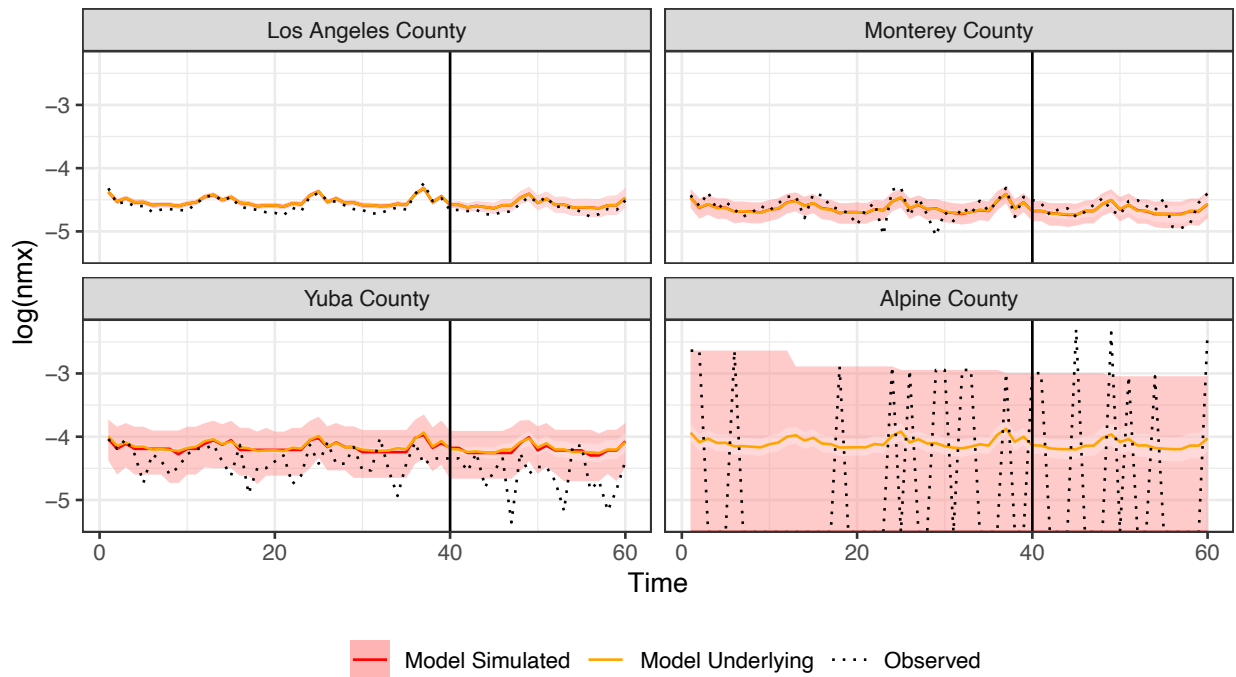 Los Angeles County
Monterey County
−3
−4
−5
Yuba County
Alpine County
−3
−4
−5
log(nmx)
0
20
40
60
0
20
40
60
Time
Model Simulated
Model Underlying
Observed